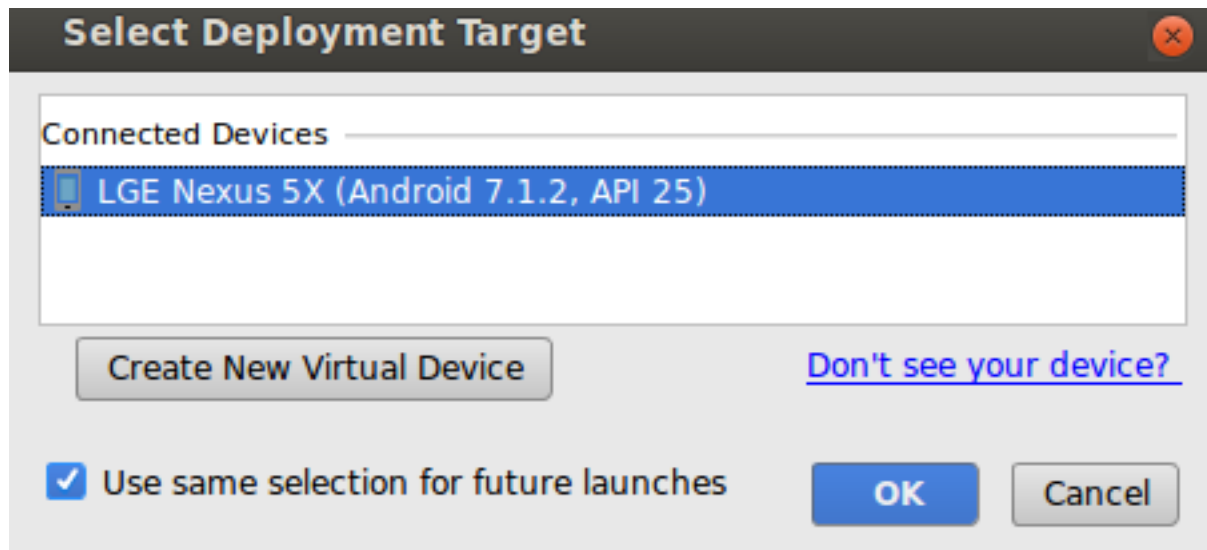 Select Deployment Target
Connected Devices
LGE Nexus 5X (Android 7.1.2, API 25)
Create New Virtual Device
Don't see your device?
Use same selection for future launches
OK
Cancel